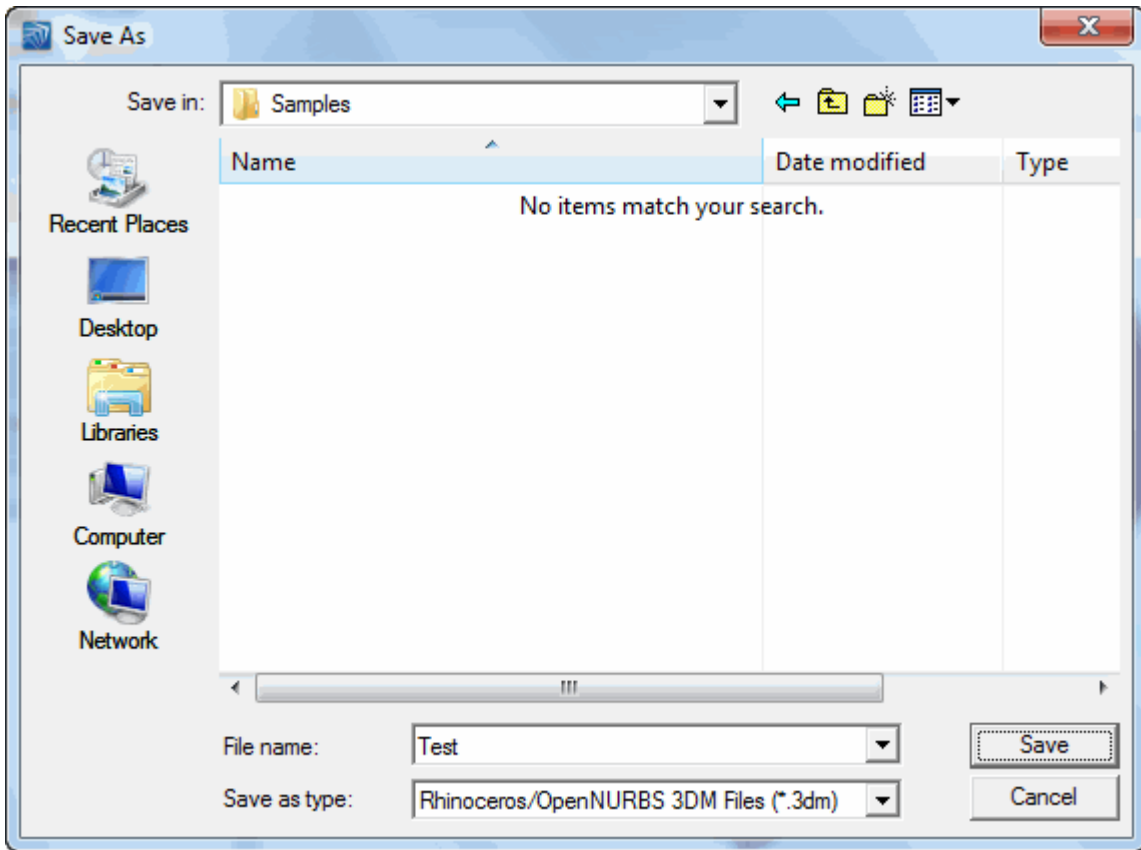 Save As
Save in: Samples
Name Date modified Type
No items match your search.
Recent Places
Desktop
Libraries
Computer
Network
File name: Test Save
Save as type: Rhinoceros/OpenNURBS 3DM Files (*.3dm) Cancel